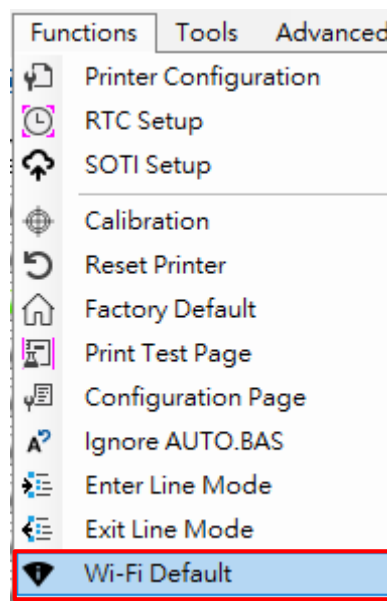 Functions Tools Advanced
Printer Configuration
RTC Setup
SOTI Setup
Calibration
Reset Printer
Factory Default
Print Test Page
Configuration Page
Ignore AUTO.BAS
Enter Line Mode
Exit Line Mode
Wi-Fi Default